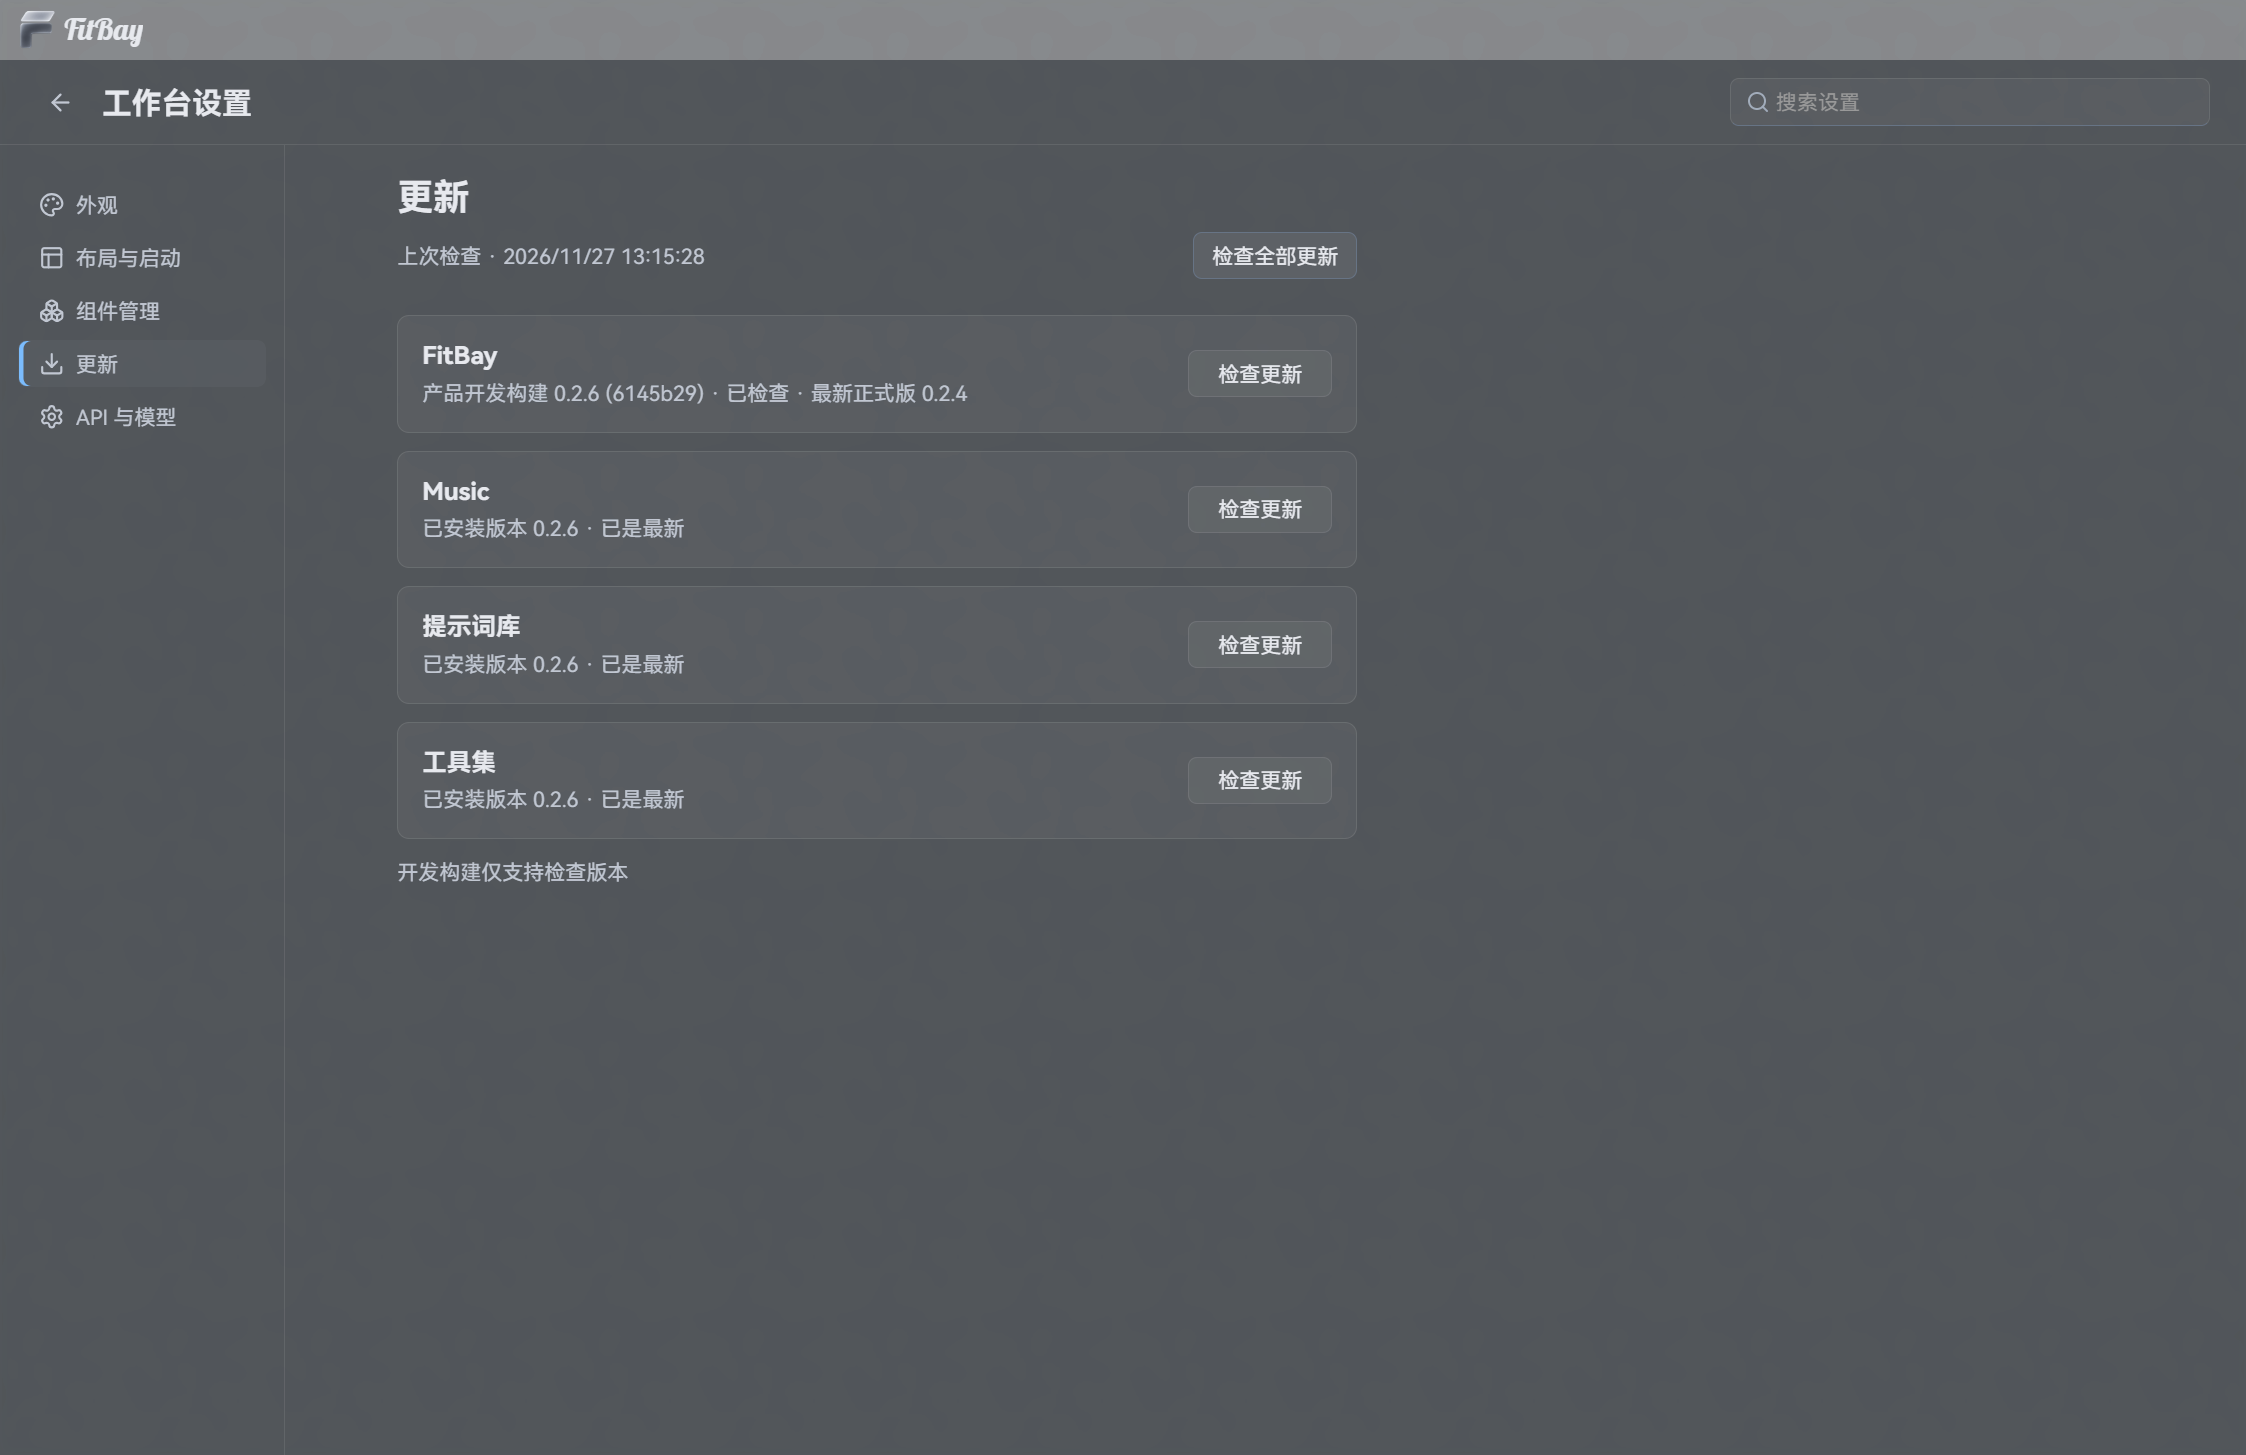 FitBay
工作台设置
搜索设置
外观
布局与启动
组件管理
更新
API 与模型
更新
上次检查 · 2026/11/27 13:15:28
检查全部更新
FitBay
产品开发构建 0.2.6 (6145b29) · 已检查 · 最新正式版 0.2.4
检查更新
Music
已安装版本 0.2.6 · 已是最新
检查更新
提示词库
已安装版本 0.2.6 · 已是最新
检查更新
工具集
已安装版本 0.2.6 · 已是最新
检查更新
开发构建仅支持检查版本